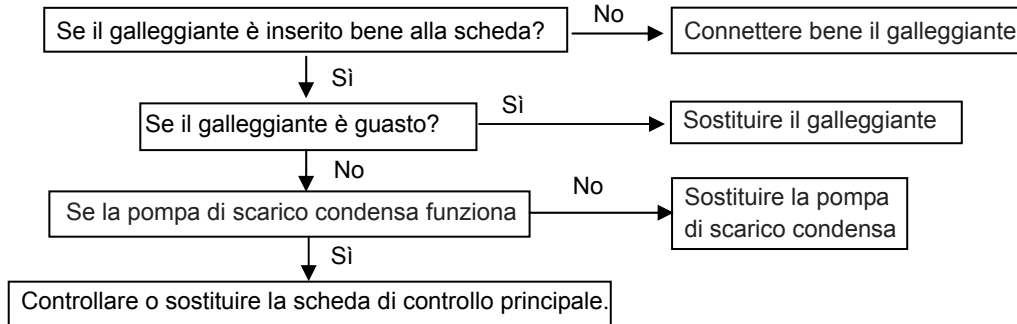 Se il galleggiante è inserito bene alla scheda?
No
Connettere bene il galleggiante
Sì
Se il galleggiante è guasto?
Sì
Sostituire il galleggiante
No
Se la pompa di scarico condensa funziona
No
Sostituire la pompa
di scarico condensa
Sì
Controllare o sostituire la scheda di controllo principale.